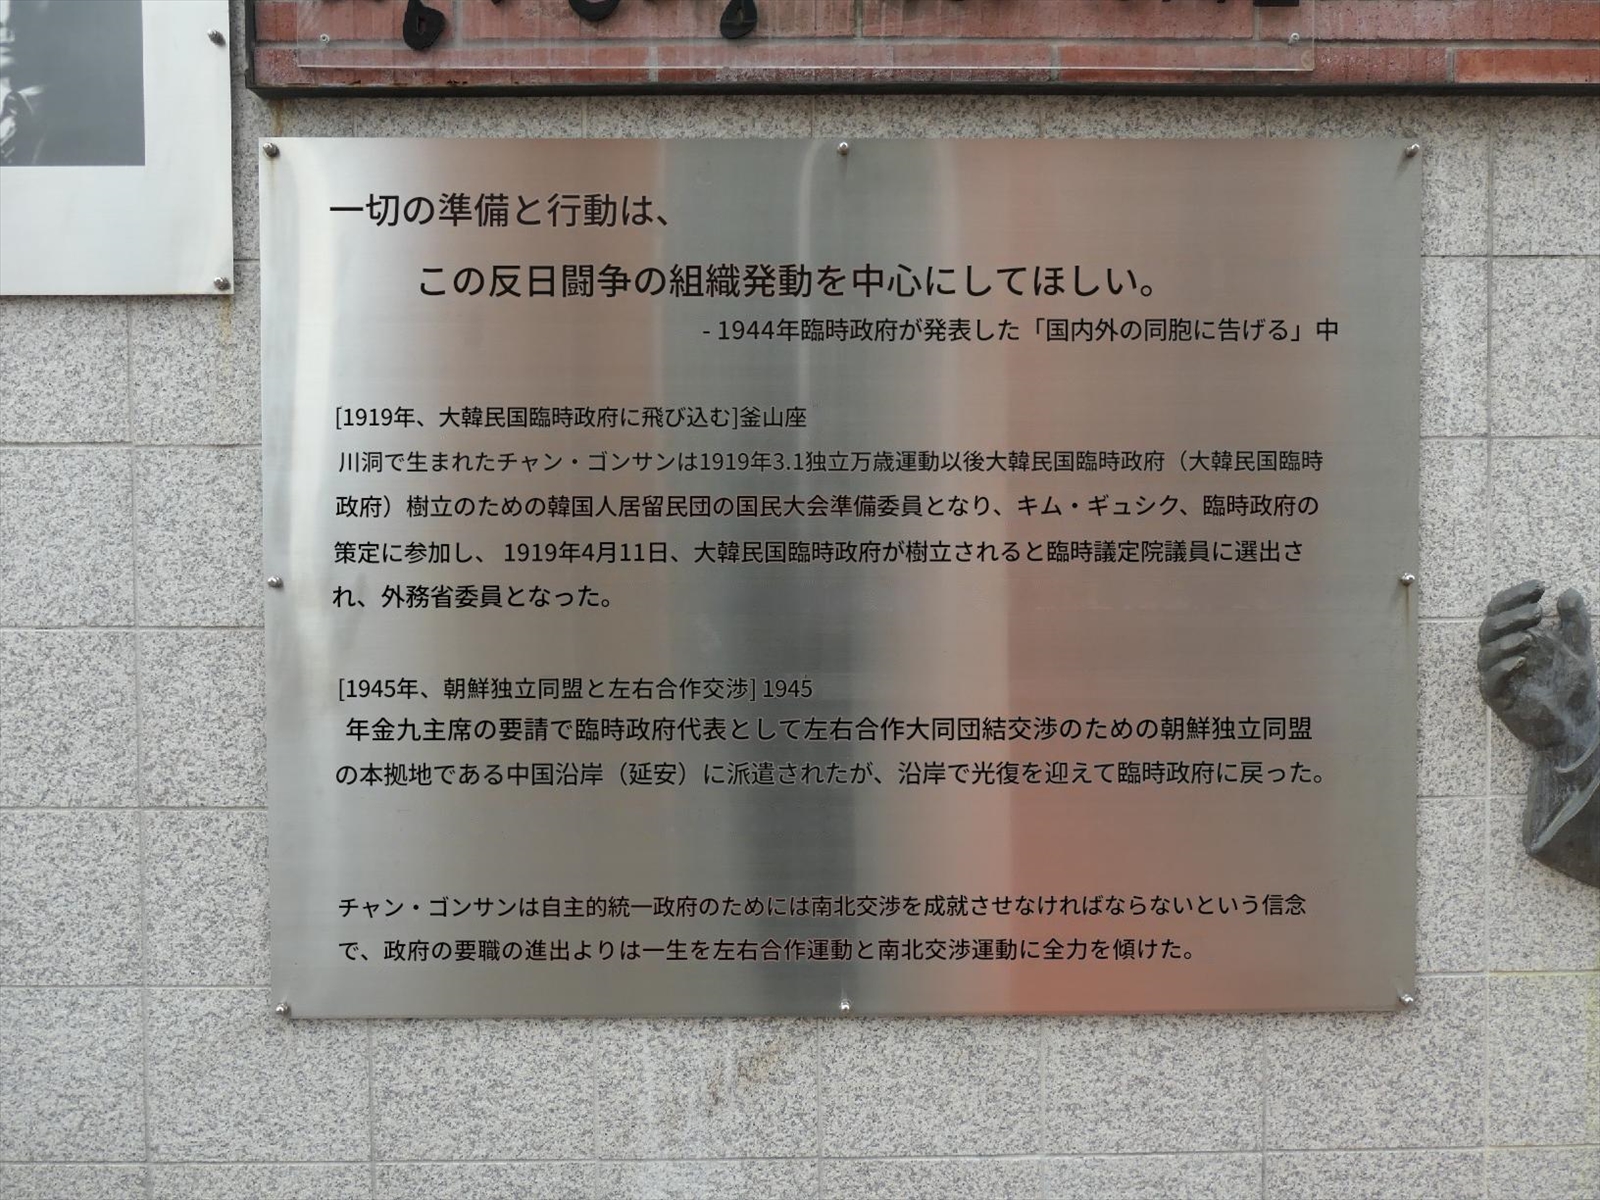 一切の準備と行動は、
この反日闘争の組織発動を中心にしてほしい。
- 1944年臨時政府が発表した「国内外の同胞に告げる」中
[1919年、大韓民国臨時政府に飛び込む]釜山座
川洞で生まれたチャン・ゴンサンは1919年3.1独立万歳運動以後大韓民国臨時政府（大韓民国臨時
政府）樹立のための韓国人居留民団の国民大会準備委員となり、キム・ギュシク、臨時政府の
策定に参加し、 1919年4月11日、大韓民国臨時政府が樹立されると臨時議定院議員に選出さ
れ、外務省委員となった。
[1945年、朝鮮独立同盟と左右合作交渉] 1945
年金九主席の要請で臨時政府代表として左右合作大同団結交渉のための朝鮮独立同盟
の本拠地である中国沿岸（延安）に派遣されたが、沿岸で光復を迎えて臨時政府に戻った。
チャン・ゴンサンは自主的統一政府のためには南北交渉を成就させなければならないという信念
で、政府の要職の進出よりは一生を左右合作運動と南北交渉運動に全力を傾けた。